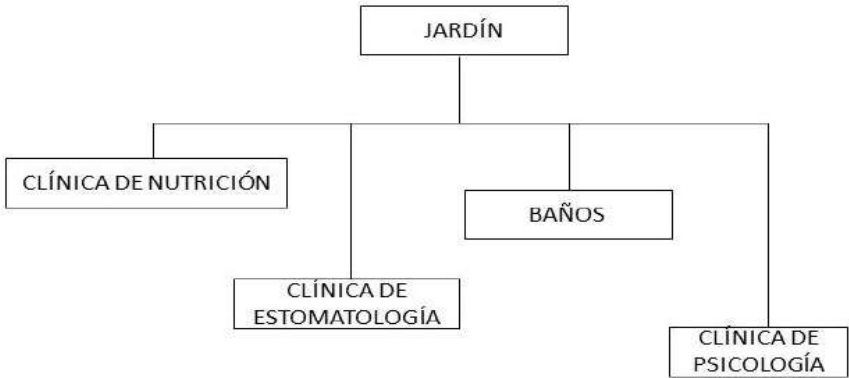 JARDÍN
CLÍNICA DE NUTRICIÓN
BAÑOS
CLÍNICA DE
ESTOMATOLOGÍA
CLÍNICA DE
PSICOLOGÍA